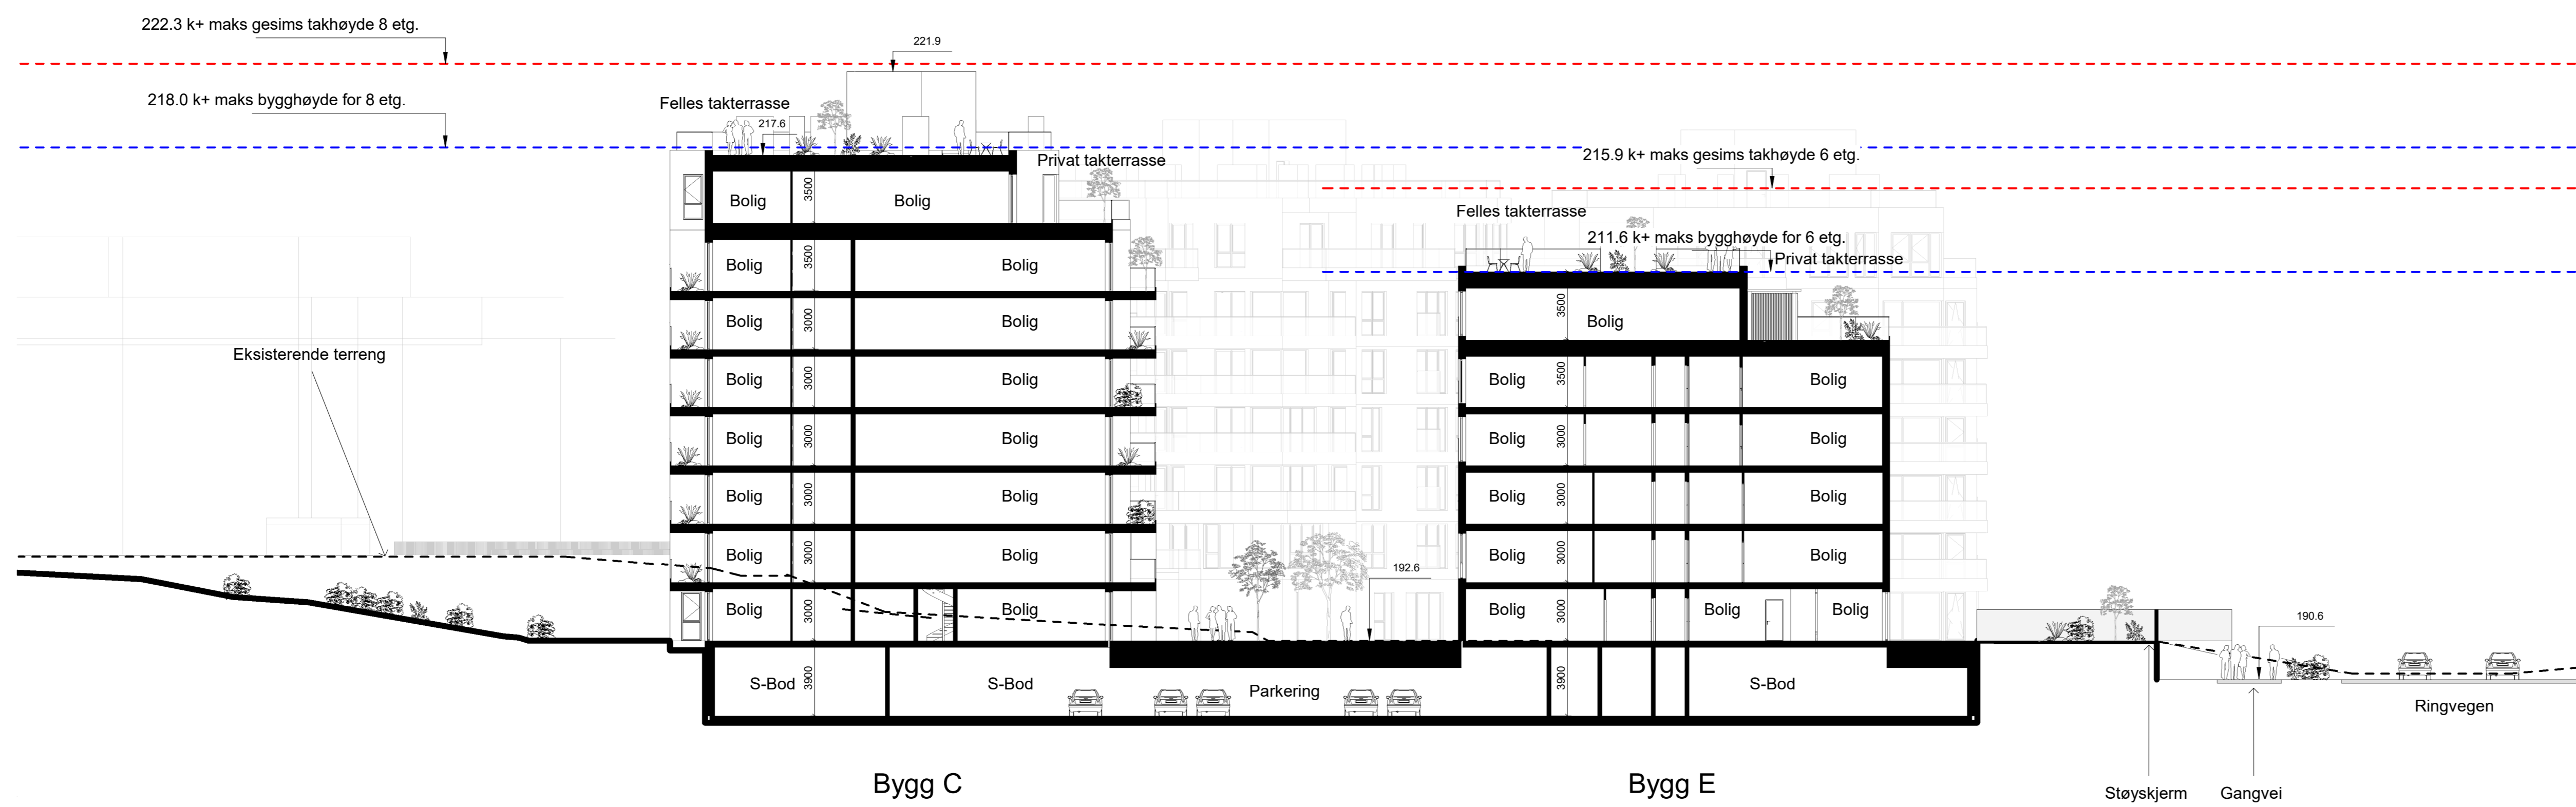 222.3 k+ maks gesims takhøyde 8 etg.
221.9
218.0 k+ maks bygghøyde for 8 etg.
Felles takterrasse
217.6
Privat takterrasse
215.9 k+ maks gesims takhøyde 6 etg.
Bolig
3500
Bolig
Felles takterrasse
211.6 k+ maks bygghøyde for 6 etg.
Privat takterrasse
Bolig
3500
Bolig
3500
Bolig
Bolig
3000
Bolig
Eksisterende terreng
Bolig
3000
Bolig
Bolig
3500
Bolig
Bolig
3000
Bolig
Bolig
3000
Bolig
Bolig
3000
Bolig
Bolig
3000
Bolig
Bolig
3000
Bolig
Bolig
3000
Bolig
192.6
Bolig
3000
Bolig
Bolig
3000
Bolig
Bolig
190.6
S-Bod
3900
S-Bod
Parkering
3900
S-Bod
Ringvegen
Bygg C
Bygg E
Støyskjerm
Gangvei